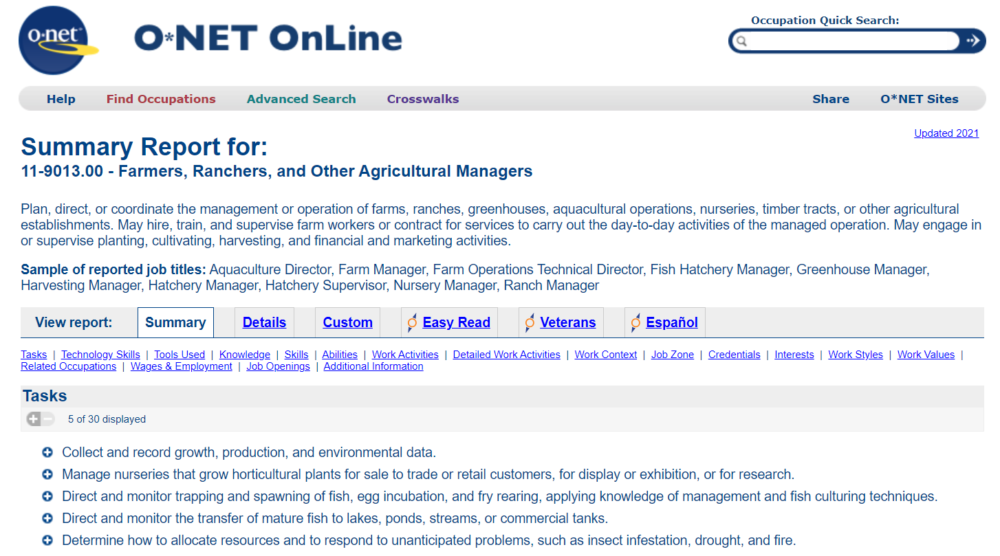 o·net
O*NET OnLine
Occupation Quick Search:
Help Find Occupations Advanced Search Crosswalks Share O*NET Sites
Updated 2021
Summary Report for:
11-9013.00 - Farmers, Ranchers, and Other Agricultural Managers
Plan, direct, or coordinate the management or operation of farms, ranches, greenhouses, aquacultural operations, nurseries, timber tracts, or other agricultural
establishments. May hire, train, and supervise farm workers or contract for services to carry out the day-to-day activities of the managed operation. May engage in
or supervise planting, cultivating, harvesting, and financial and marketing activities.
Sample of reported job titles: Aquaculture Director, Farm Manager, Farm Operations Technical Director, Fish Hatchery Manager, Greenhouse Manager,
Harvesting Manager, Hatchery Manager, Hatchery Supervisor, Nursery Manager, Ranch Manager
View report: Summary Details Custom Easy Read Veterans Español
Tasks | Technology Skills | Tools Used | Knowledge | Skills | Abilities | Work Activities | Detailed Work Activities | Work Context | Job Zone | Credentials | Interests | Work Styles | Work Values |
Related Occupations | Wages & Employment | Job Openings | Additional Information
Tasks
5 of 30 displayed
Collect and record growth, production, and environmental data.
Manage nurseries that grow horticultural plants for sale to trade or retail customers, for display or exhibition, or for research.
Direct and monitor trapping and spawning of fish, egg incubation, and fry rearing, applying knowledge of management and fish culturing techniques.
Direct and monitor the transfer of mature fish to lakes, ponds, streams, or commercial tanks.
Determine how to allocate resources and to respond to unanticipated problems, such as insect infestation, drought, and fire.